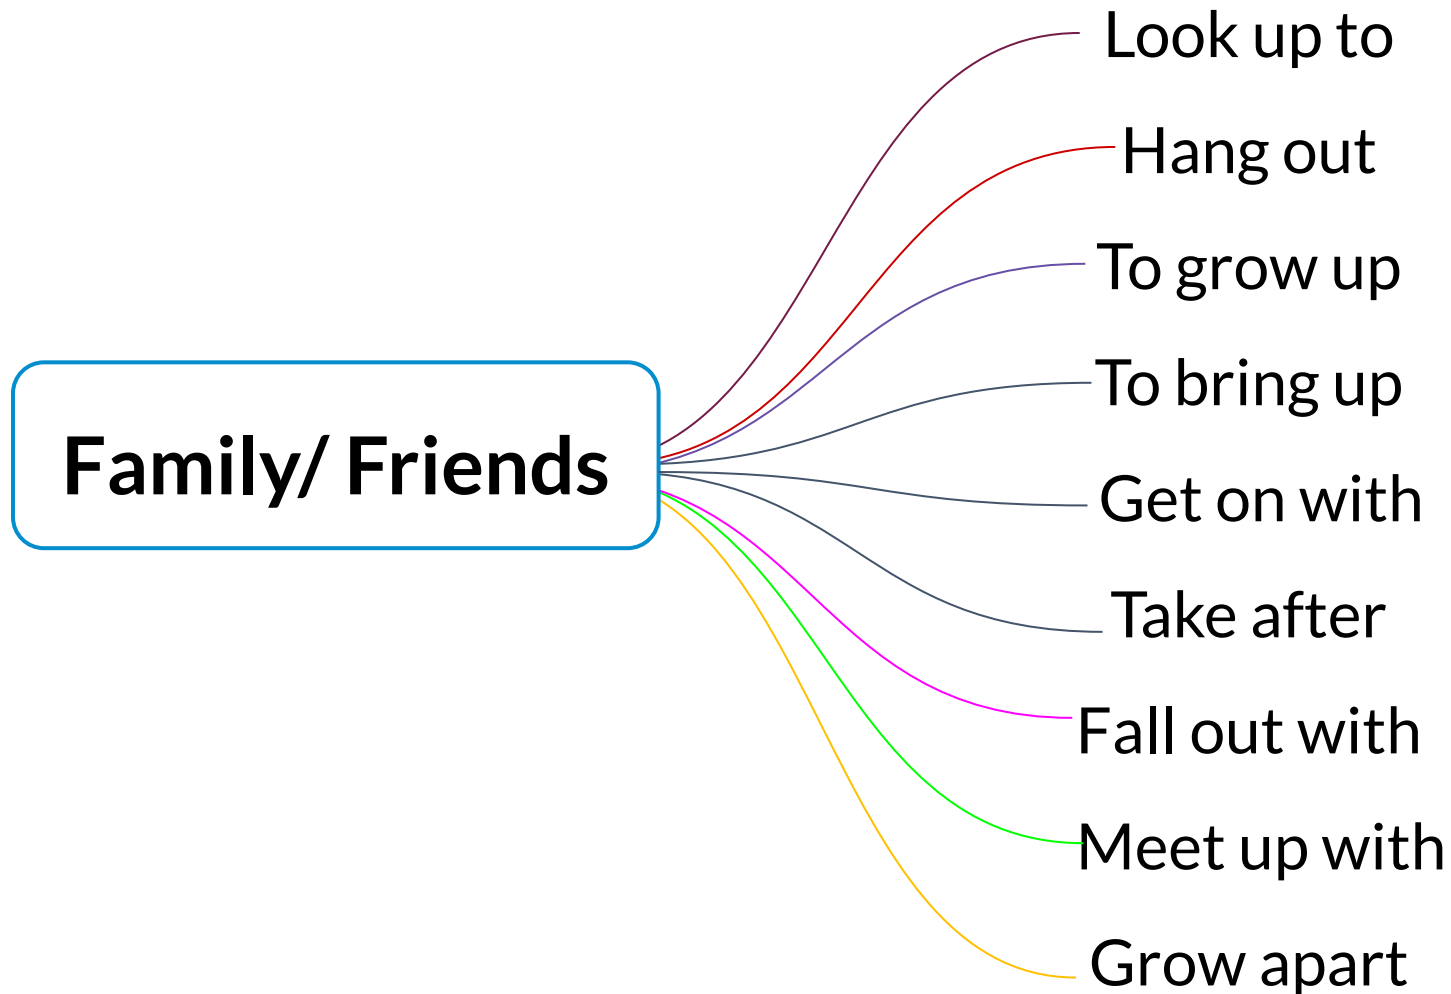 Family/ Friends
Look up to
Hang out
To grow up
To bring up
Get on with
Take after
Fall out with
Meet up with
Grow apart